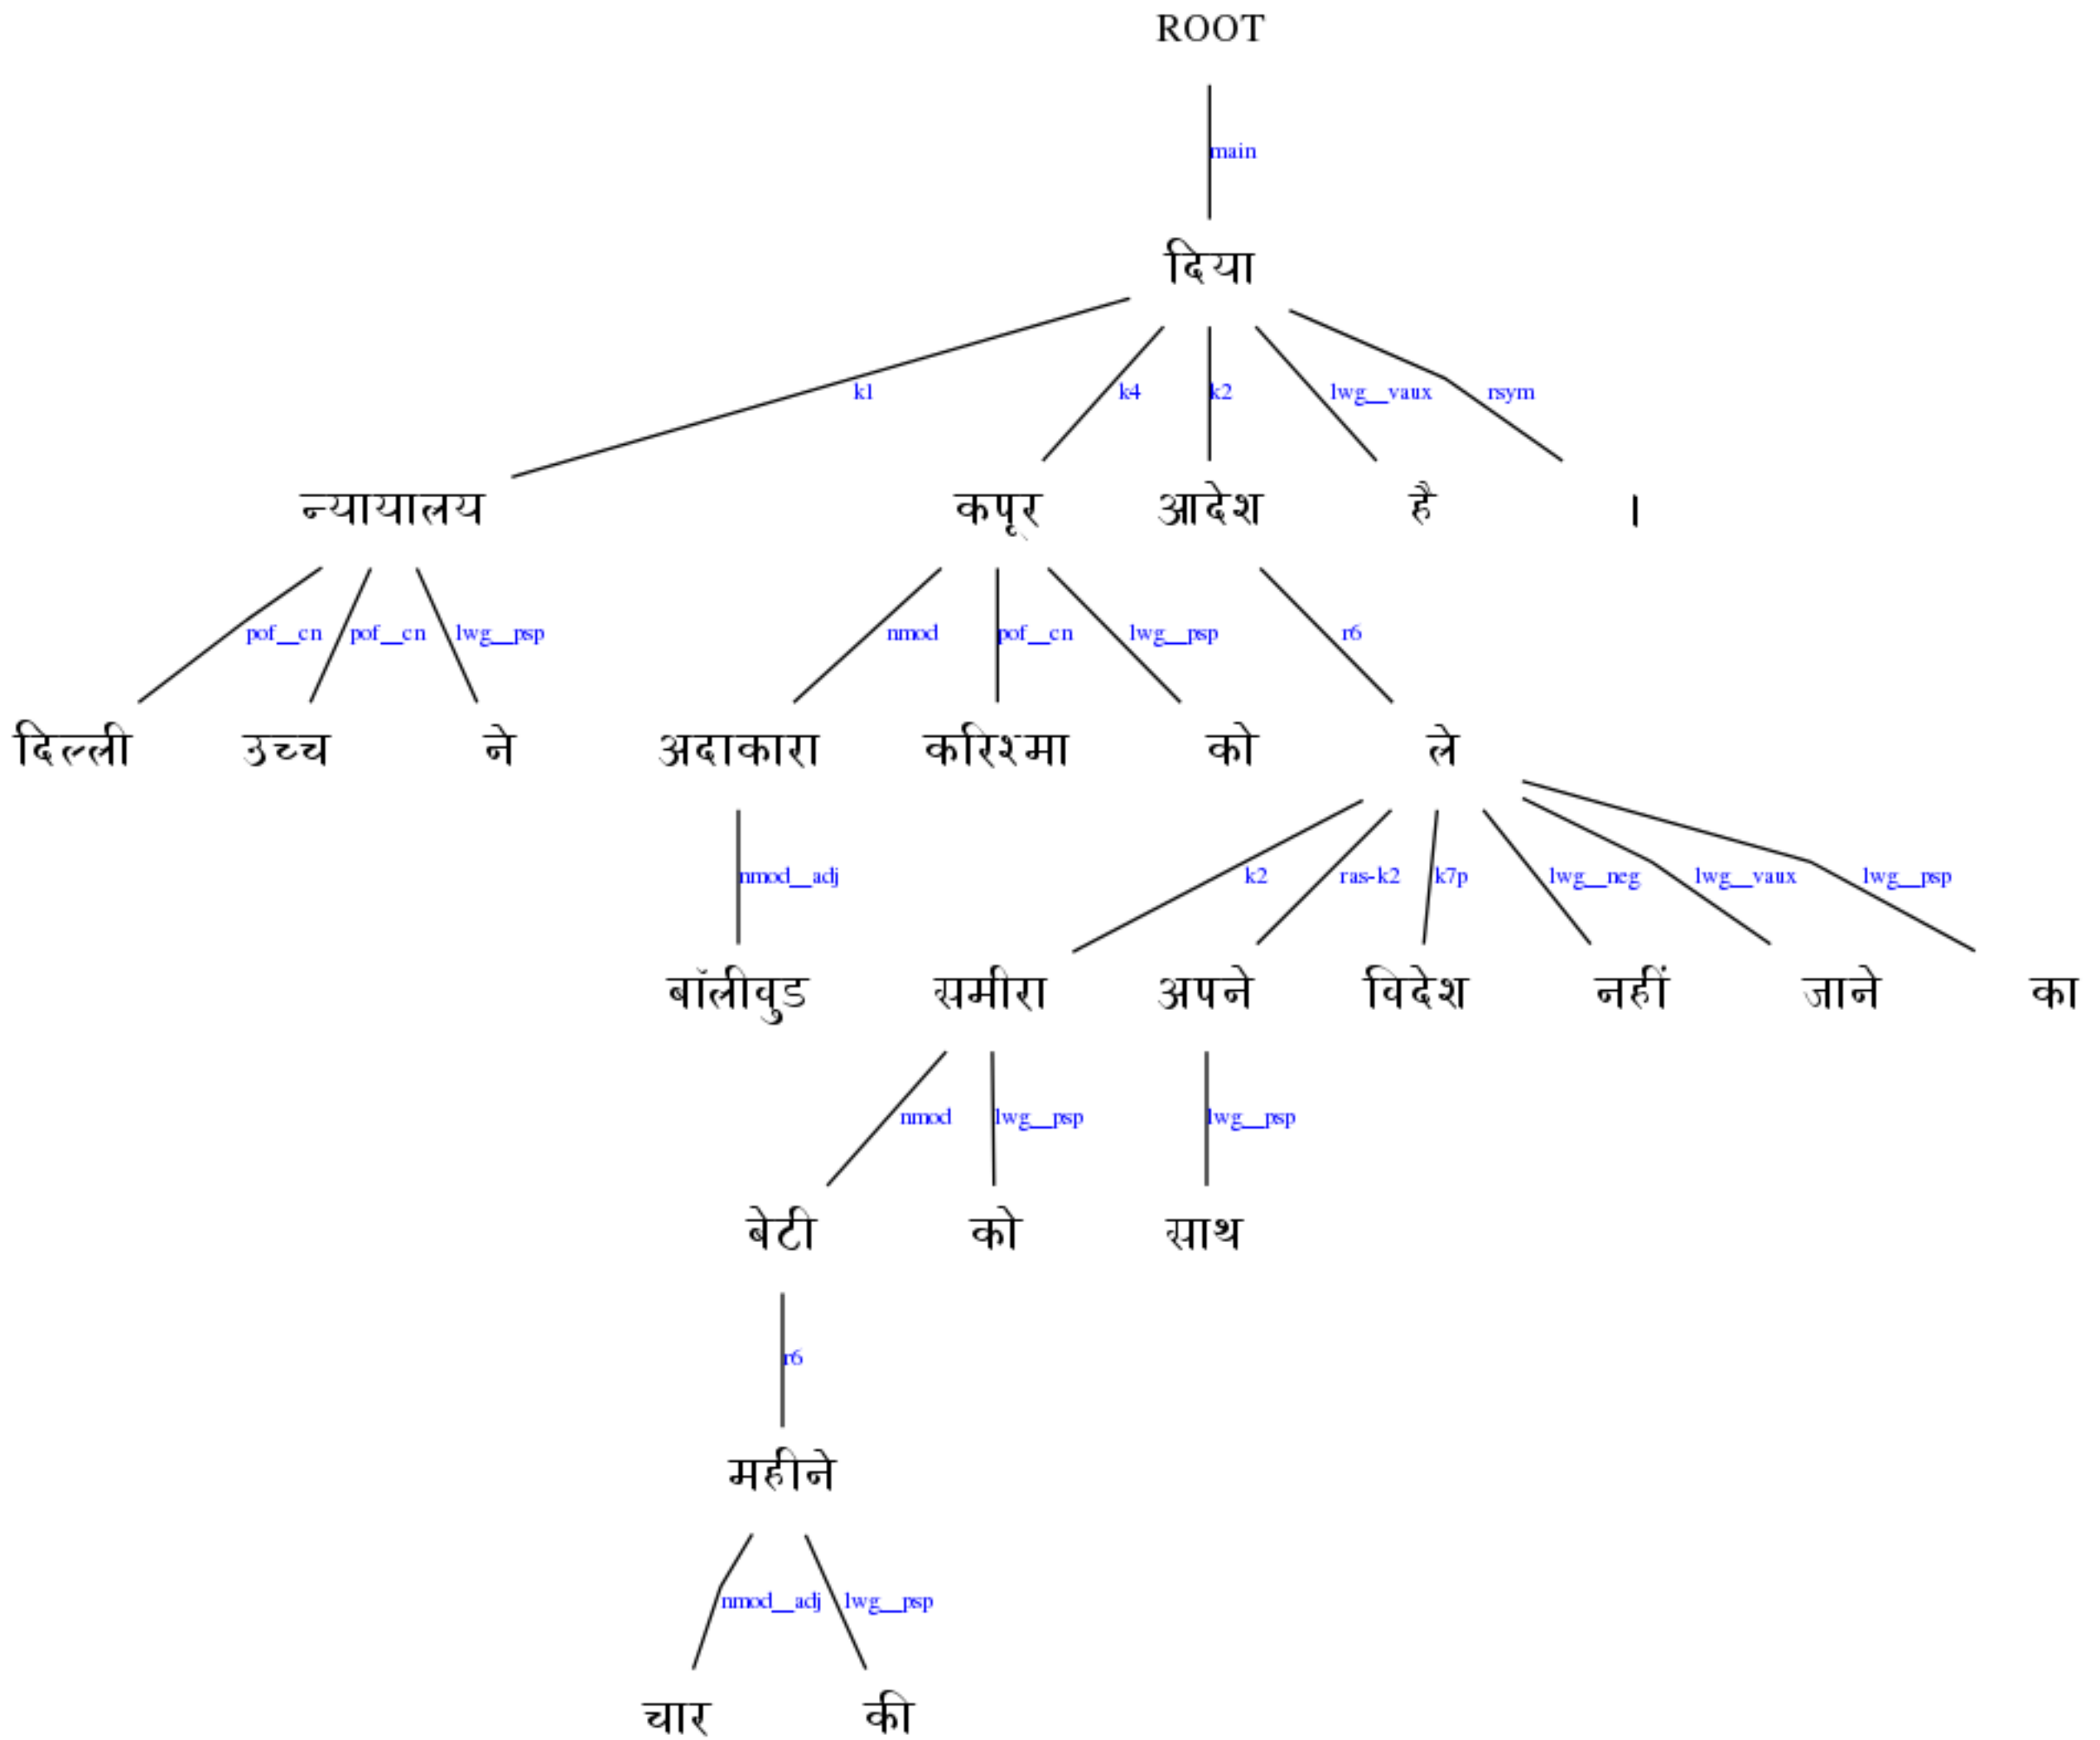 ROOT
main
दिया
k1 k4 k2 lwg__vaux rsym
न्यायालय कपूर आदेश है ।
pof__cn pof__cn lwg__psp nmod pof__cn lwg__psp r6
दिल्ली उच्च ने अदाकारा करिश्मा को ले
nmod__adj k2 ras-k2 k7p lwg__neg lwg__vaux lwg__psp
बॉलीवुड समीरा अपने विदेश नहीं जाने का
nmod lwg__psp lwg__psp
बेटी को साथ
r6
महीने
nmod__adj lwg__psp
चार की